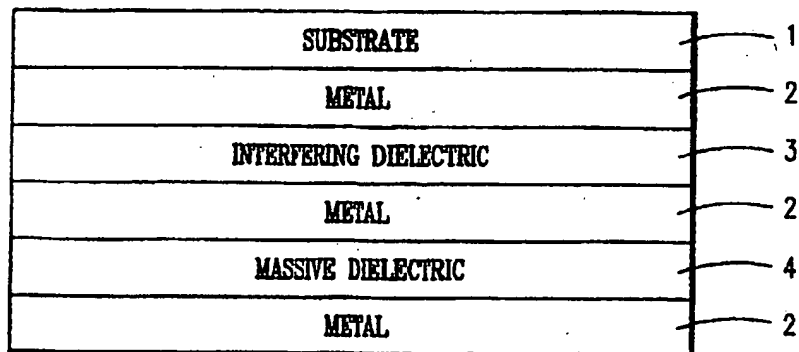 SUBSTRATE 1
METAL 2
INTERFERING DIELECTRIC 3
METAL 2
MASSIVE DIELECTRIC 4
METAL 2